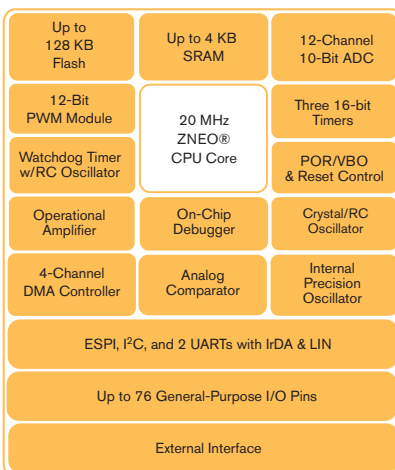 Up to
128 KB
Flash
Up to 4 KB
SRAM
12-Channel
10-Bit ADC
12-Bit
PWM Module
20 MHz
ZNEO®
CPU Core
Three 16-bit
Timers
Watchdog Timer
w/RC Oscillator
POR/VBO
& Reset Control
Operational
Amplifier
On-Chip
Debugger
Crystal/RC
Oscillator
4-Channel
DMA Controller
Analog
Comparator
Internal
Precision
Oscillator
ESPI, I²C, and 2 UARTs with IrDA & LIN
Up to 76 General-Purpose I/O Pins
External Interface